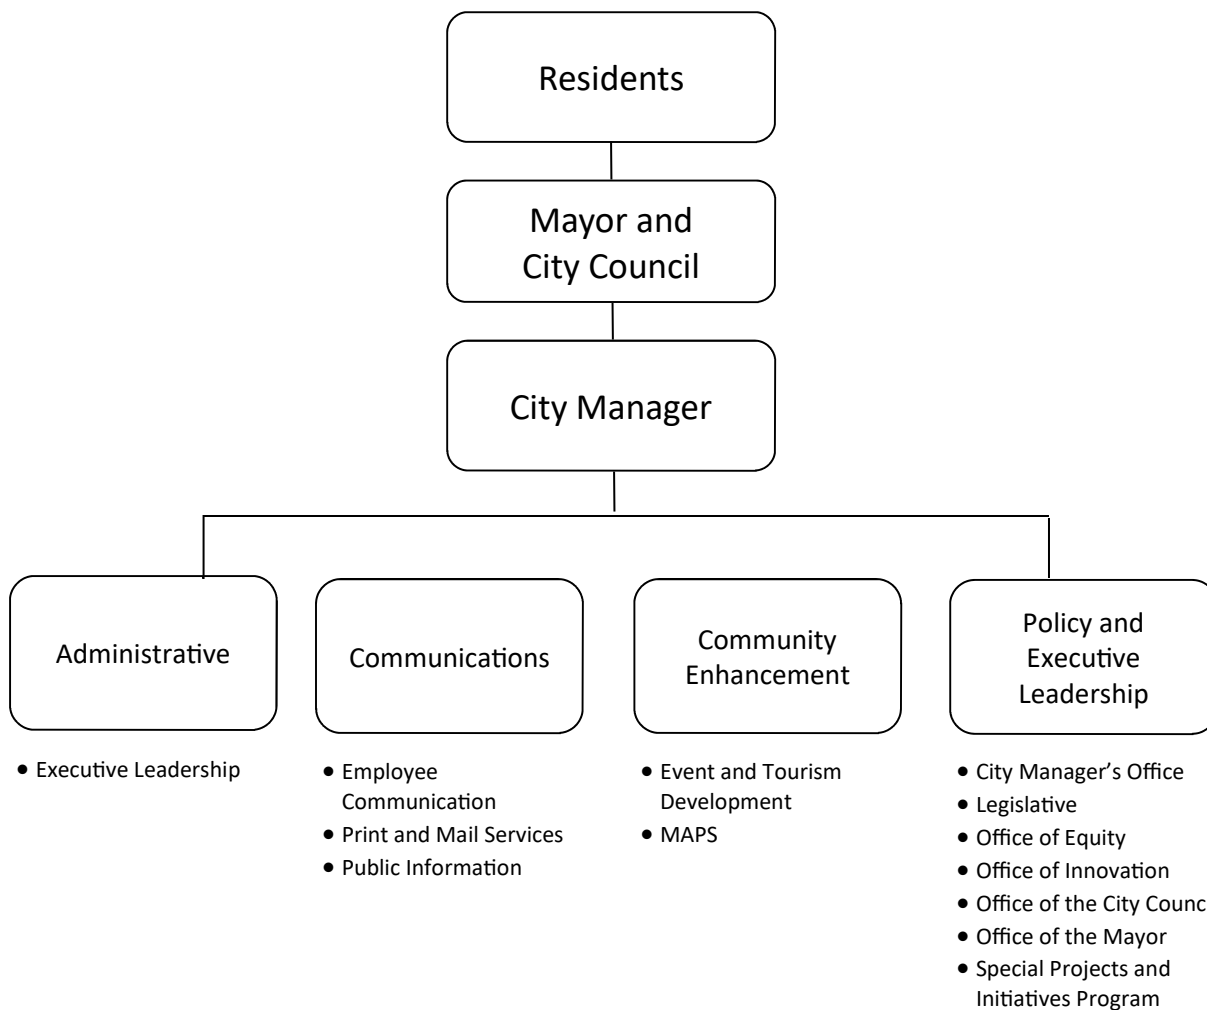 Residents
Mayor and
City Council
City Manager
Administrative
• Executive Leadership
Communications
• Employee
Communication
• Print and Mail Services
• Public Information
Community
Enhancement
• Event and Tourism
Development
• MAPS
Policy and
Executive
Leadership
• City Manager’s Office
• Legislative
• Office of Equity
• Office of Innovation
• Office of the City Counc
• Office of the Mayor
• Special Projects and
Initiatives Program